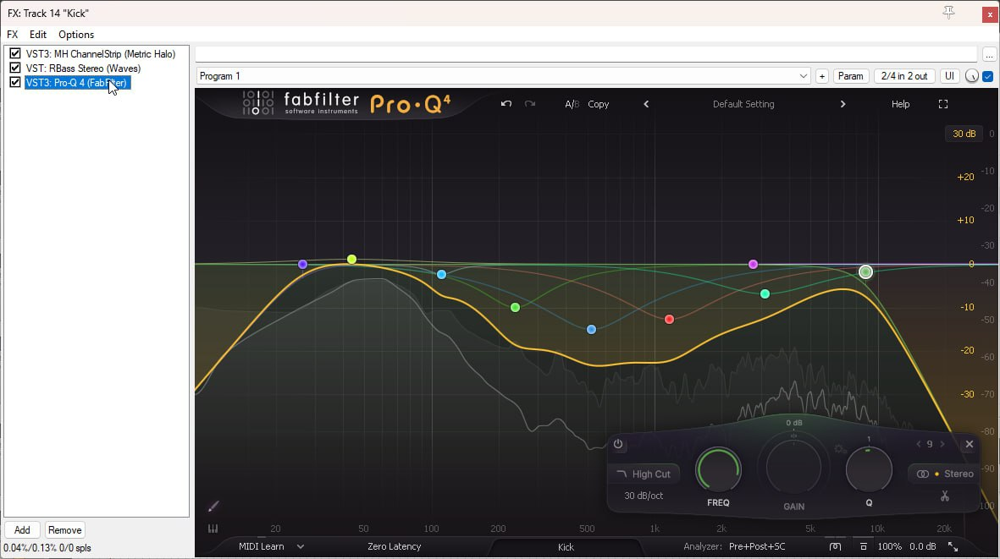 FX: Track 14 "Kick"
x
FX Edit Options
VST3: MH ChannelStrip (Metric Halo)
VST: RBass Stereo (Waves)
VST3: Pro-Q 4 (FabFilter)
...
Program 1 + Param 2/4 in 2 out UI
fabfilter
software instruments
Pro·Q4
A/B Copy Default Setting Help
30 dB 0
+20 -10
-20
+10
-30
0
-40
-10
-50
-20
-60
-30 -70
-80
-90
-100
0 dB
1
9
High Cut
Stereo
30 dB/oct
FREQ
GAIN
Q
20 50 100 200 500 1k 2k 5k 10k 20k
Add Remove
0.04%/0.13% 0/0 spls
MIDI Learn Zero Latency Kick Analyzer: Pre+Post+SC 100% 0.0 dB